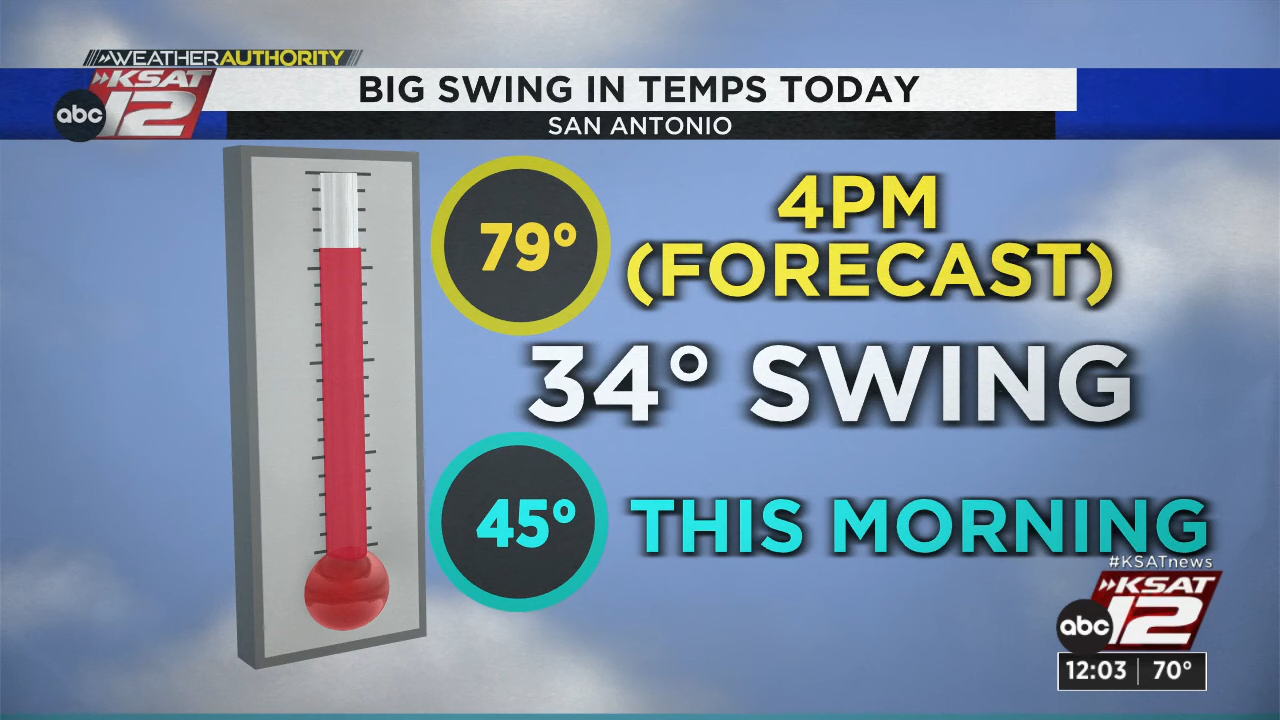 WEATHERAUTHORITY
KSAT
abc 12
BIG SWING IN TEMPS TODAY
SAN ANTONIO
79°
4PM
(FORECAST)
34° SWING
45°
THIS MORNING
#KSATnews
KSAT
abc 12
12:03 70°